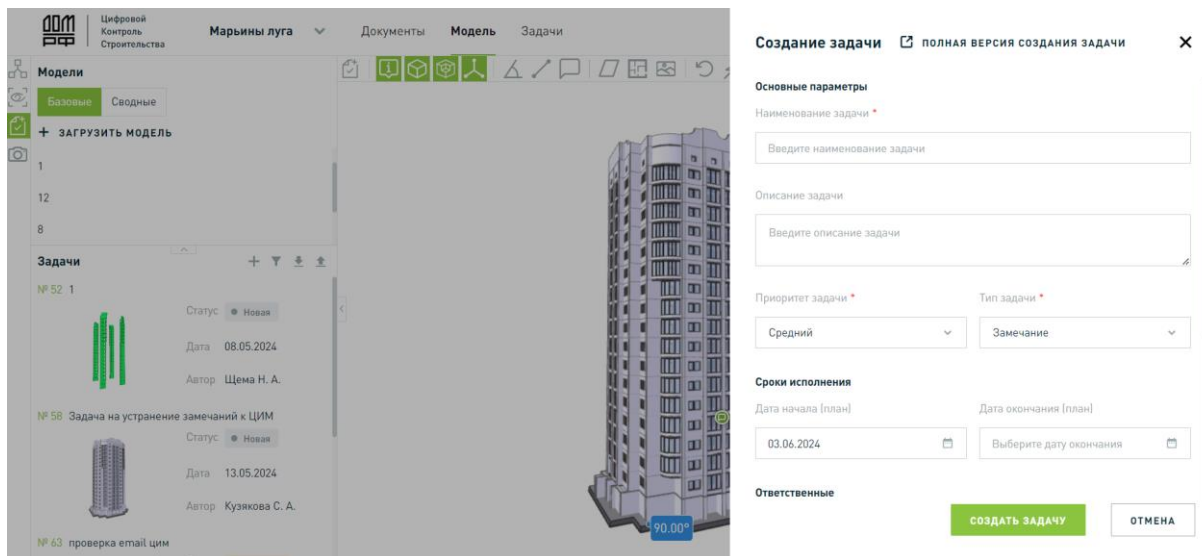 ДОМ
РФ
Цифровой
Контроль
Строительства
Марьины луга
Документы
Модель
Задачи
Модели
Базовые
Сводные
+ ЗАГРУЗИТЬ МОДЕЛЬ
1
12
8
Задачи
№ 52 1
Статус Новая
Дата 08.05.2024
Автор Щема Н. А.
№ 58 Задача на устранение замечаний к ЦИМ
Статус Новая
Дата 13.05.2024
Автор Кузякова С. А.
№ 63 проверка email цим
90.00°
Создание задачи
ПОЛНАЯ ВЕРСИЯ СОЗДАНИЯ ЗАДАЧИ
Основные параметры
Наименование задачи *
Введите наименование задачи
Описание задачи
Введите описание задачи
Приоритет задачи * Тип задачи *
Средний Замечание
Сроки исполнения
Дата начала (план) Дата окончания (план)
03.06.2024 Выберите дату окончания
Ответственные
СОЗДАТЬ ЗАДАЧУ ОТМЕНА